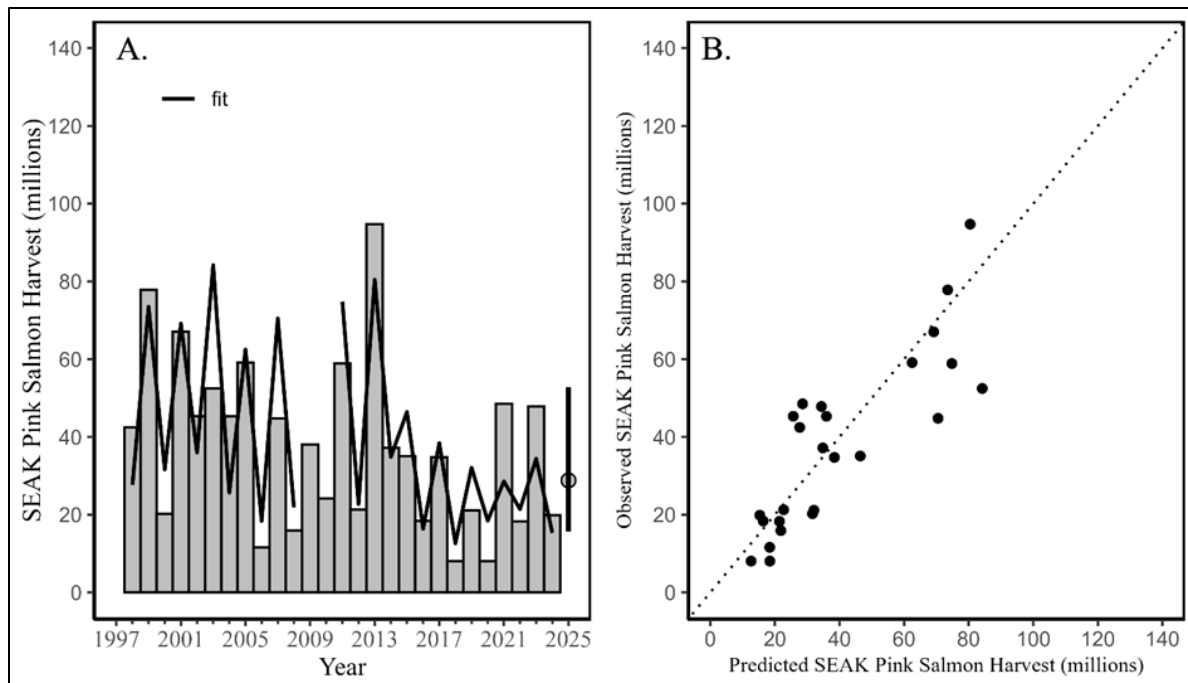 A.
fit
SEAK Pink Salmon Harvest (millions)
140
120
100
80
60
40
20
0
1997 2001 2005 2009 2013 2017 2021 2025
Year
B.
Observed SEAK Pink Salmon Harvest (millions)
140
120
100
80
60
40
20
0
0 20 40 60 80 100 120 140
Predicted SEAK Pink Salmon Harvest (millions)